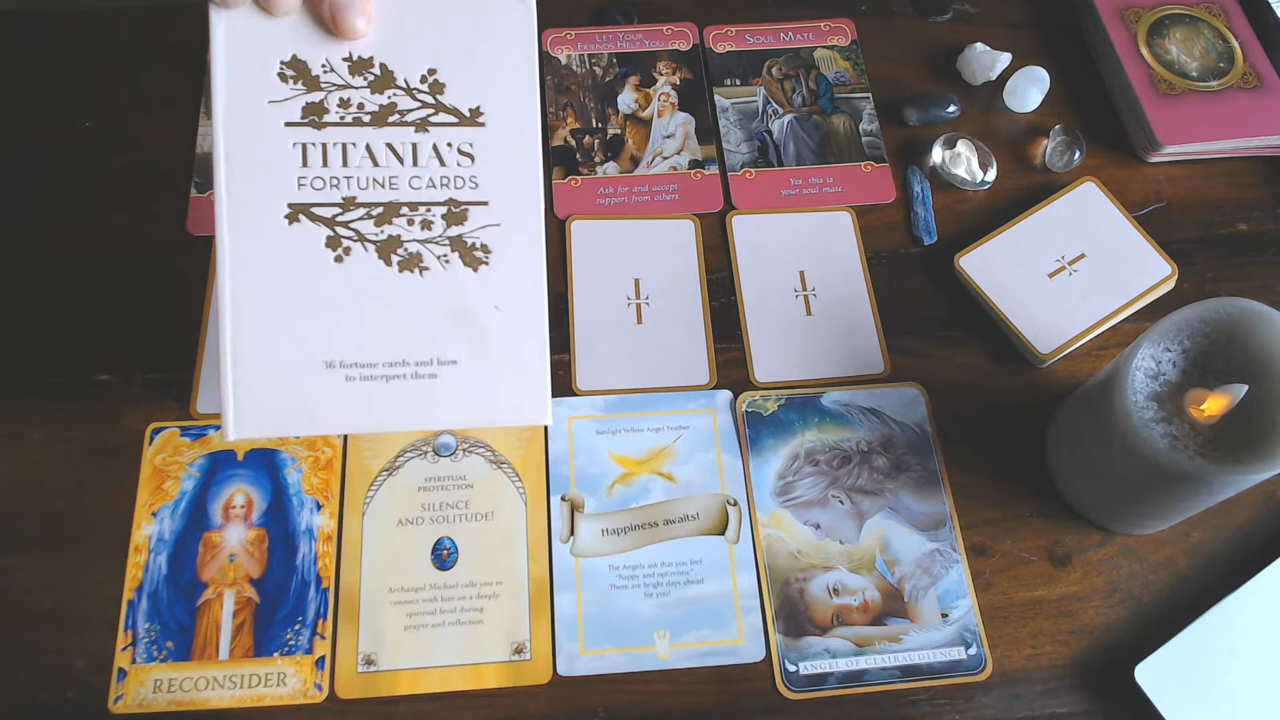 TITANIA'S
FORTUNE CARDS
36 fortune cards and how
to interpret them
LET YOUR
FRIENDS HELP YOU
Ask for and accept
support from others
SOUL MATE
Yes, this is
your soul mate
RECONSIDER
SPIRITUAL
PROTECTION
SILENCE
AND SOLITUDE!
Archangel Michael calls you to
connect with him on a deeply
spiritual level during
prayer and reflection.
Sunlight Yellow Angel Feather
Happiness awaits!
The Angels ask that you feel
"happy and optimistic"
There are bright days ahead
for you!
10
ANGEL OF CLAIRAUDIENCE